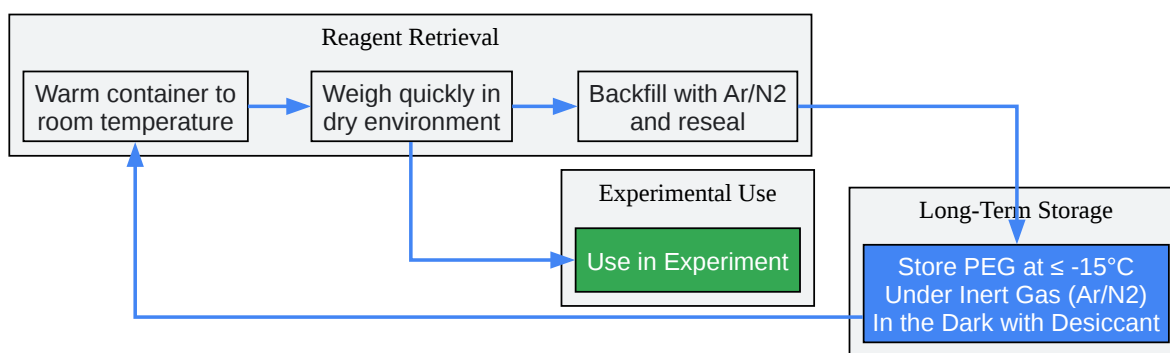 Reagent Retrieval
Warm container to
room temperature
Weigh quickly in
dry environment
Backfill with Ar/N2
and reseal
Experimental Use
Use in Experiment
Long-Term Storage
Store PEG at ≤ -15°C
Under Inert Gas (Ar/N2)
In the Dark with Desiccant